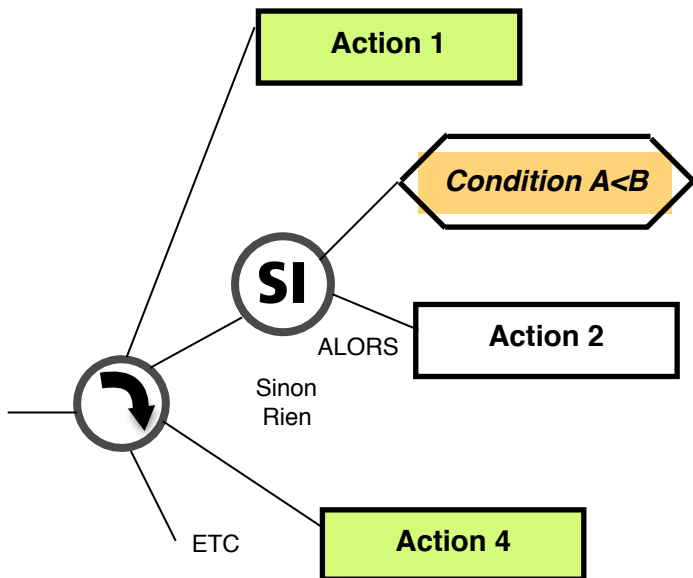 Action 1
Condition A<B
SI
Action 2
ALORS
Sinon
Rien
Action 4
ETC